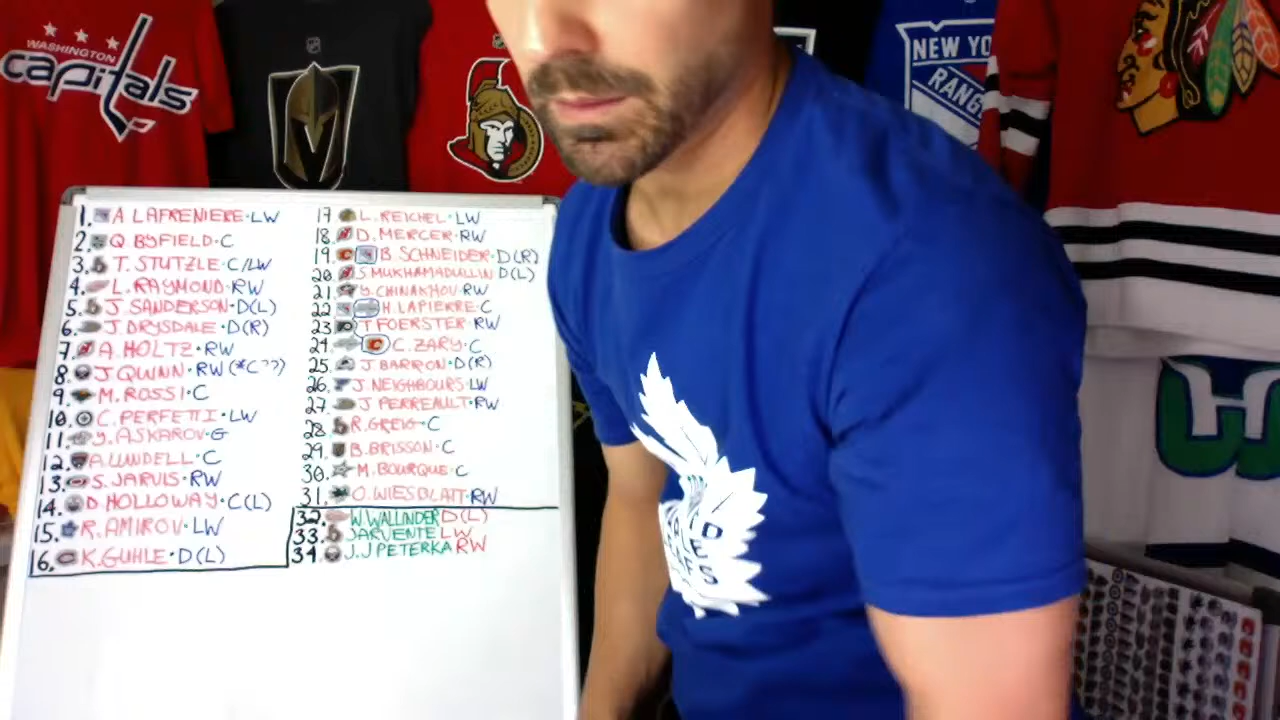 WASHINGTON
capitals
NEW YO
RANG
1. A LAFRENIERE·LW
2. Q. BYFIELD·C
3. T. STUTZLE·C/LW
4. L. RAYMOND·RW
5. J. SANDERSON·D(L)
6. J. DRYSDALE·D(R)
7. A. HOLTZ·RW
8. J QUINN·RW(*C??)
9. M. ROSSI·C
10. C. PERFETTI·LW
11. Y. ASKAROV·G
12. A. LUNDELL·C
13. S. JARVIS·RW
14. D. HOLLOWAY·C(L)
15. R. AMIROV·LW
16. K. GUHLE·D(L)
17 L. REICHEL·LW
18. D. MERCER·RW
19. B. SCHNEIDER·D(R)
20. S. MUKHAMADULLIN D(L)
21. Y. CHINAKHOV·RW
22. H. LAPIERRE·C
23. T FOERSTER·RW
24. C. ZARY·C
25. J. BARRON·D(R)
26. J. NEIGHBOURS·LW
27. J PERREAULT·RW
28. R. GREIG·C
29. B. BRISSON·C
30. M. BOURQUE·C
31. O. WIESBLATT·RW
32. W WALLINDER D(L)
33. JARVENTE LW
34. J.J PETERKA RW